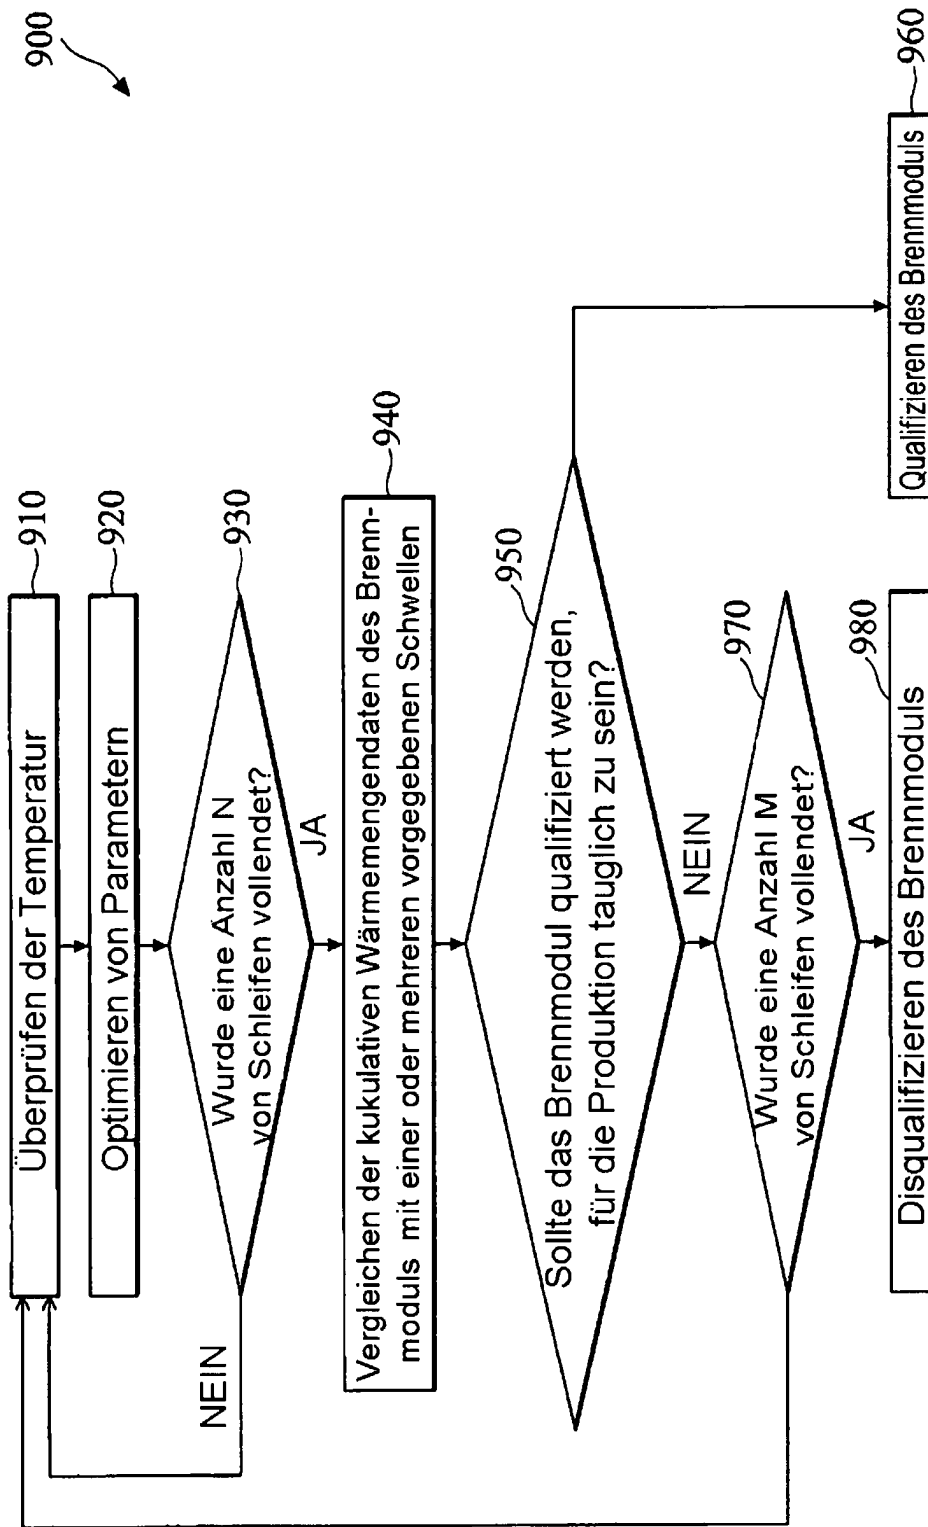 900
Überprüfen der Temperatur
910
Optimieren von Parametern
920
Wurde eine Anzahl N
von Schleifen vollendet?
930
NEIN
JA
Vergleichen der kukulativen Wärmemengendaten des Brenn-
moduls mit einer oder mehreren vorgegebenen Schwellen
940
Sollte das Brennmodul qualifiziert werden,
für die Produktion tauglich zu sein?
950
NEIN
Wurde eine Anzahl M
von Schleifen vollendet?
970
JA
Disqualifizieren des Brennmoduls
980
Qualifizieren des Brennmoduls
960